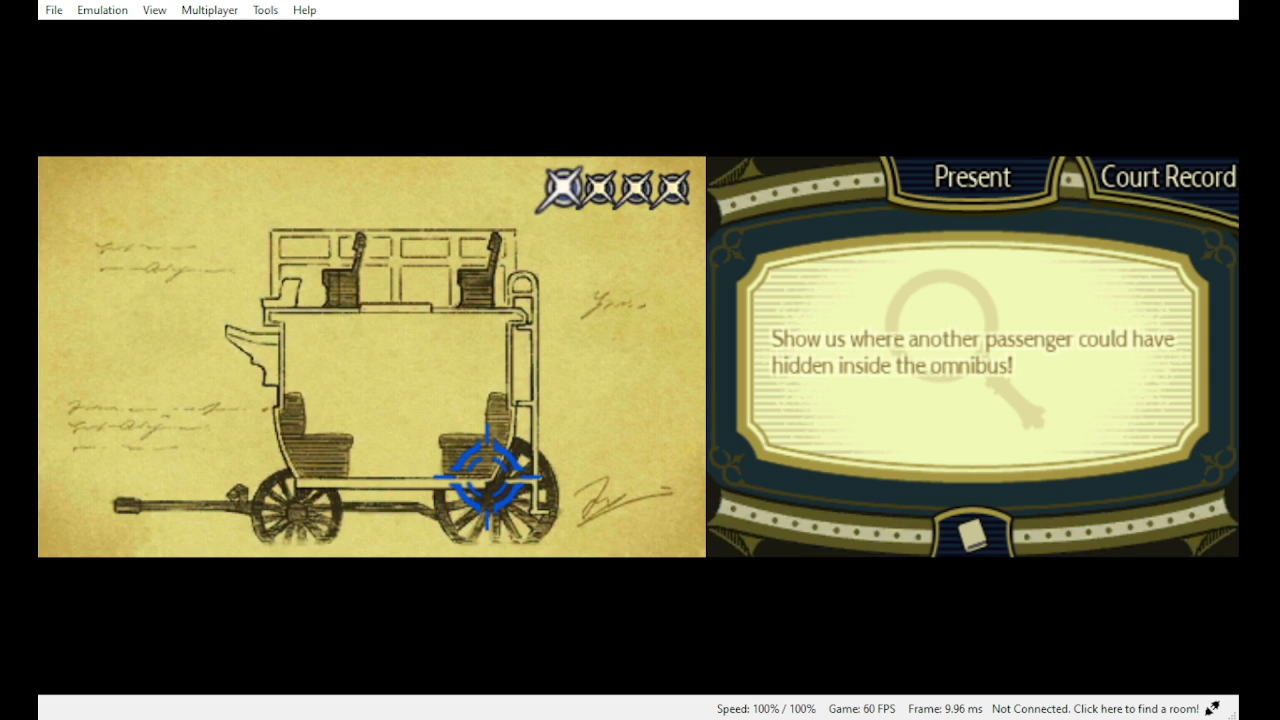 File Emulation View Multiplayer Tools Help
Present
Court Record
Show us where another passenger could have
hidden inside the omnibus!
Speed: 100% / 100% Game: 60 FPS Frame: 9.96 ms Not Connected. Click here to find a room!